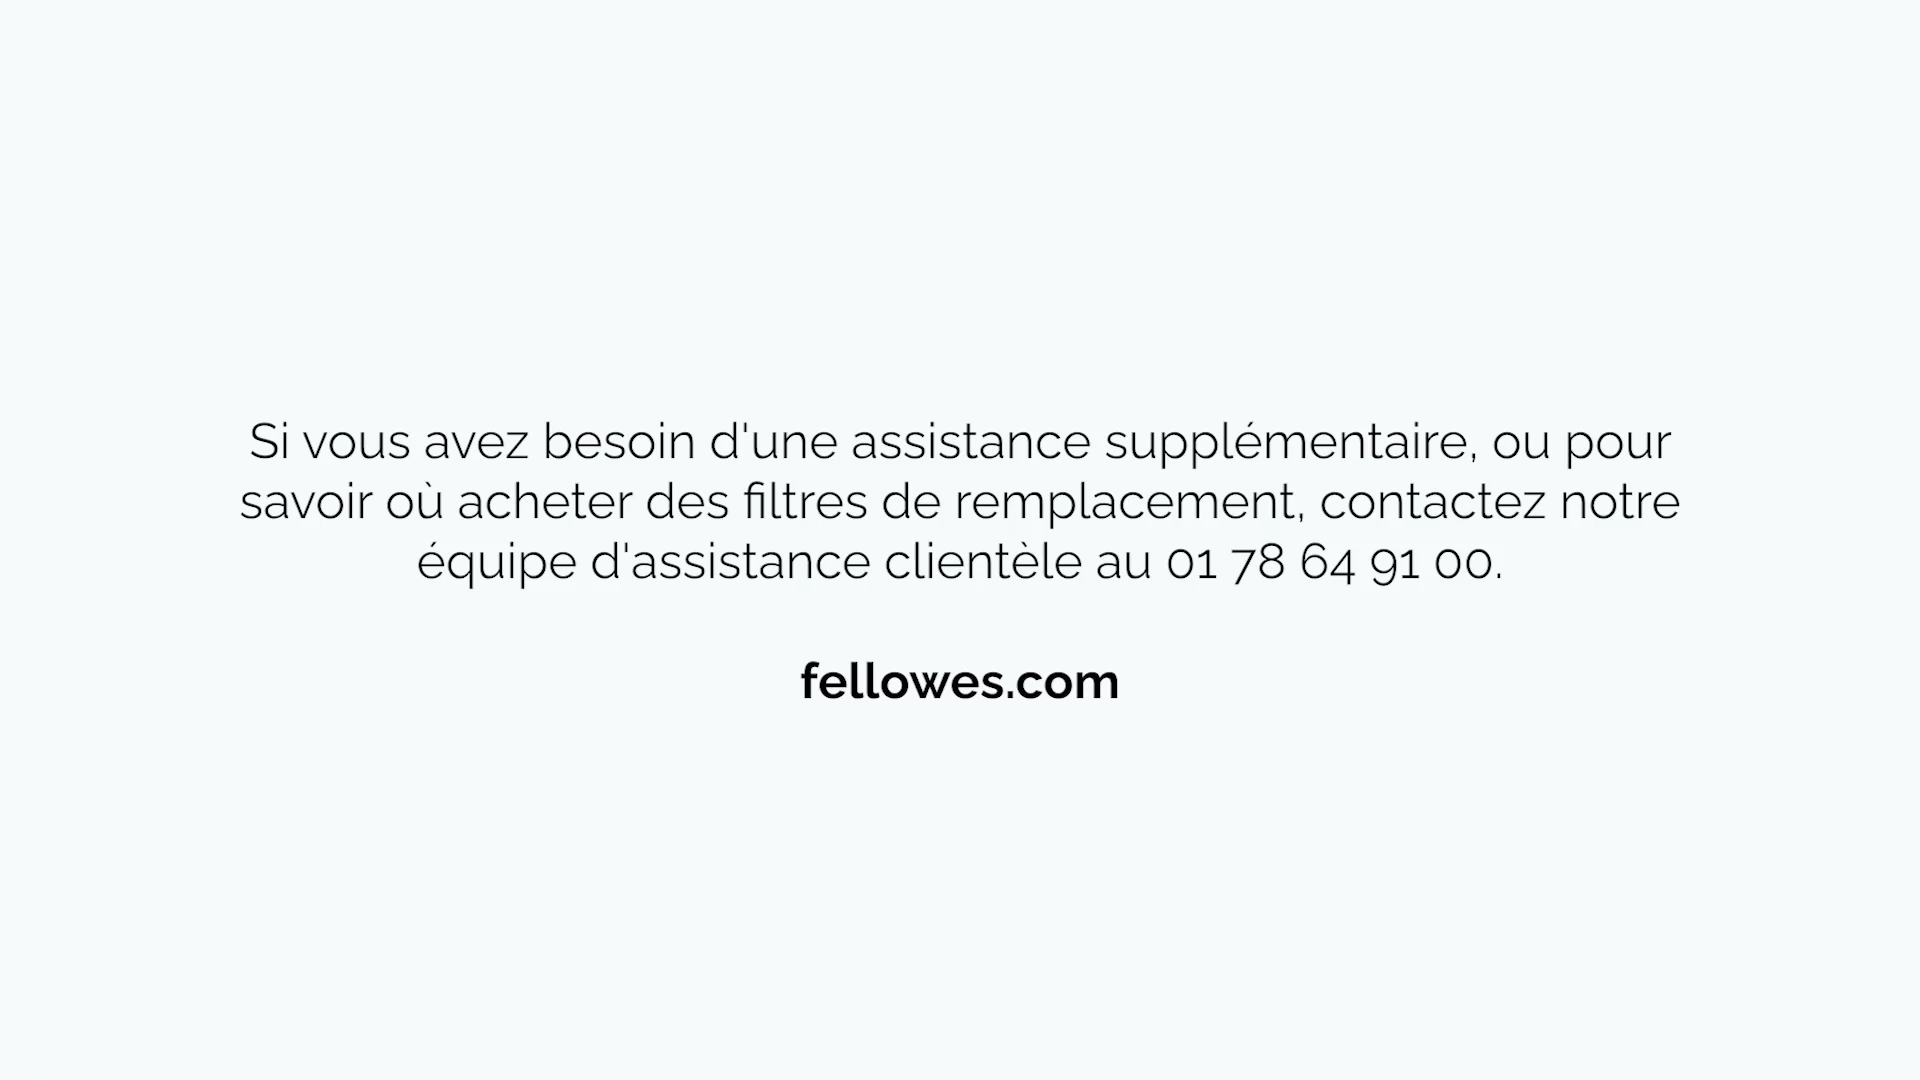 Si vous avez besoin d'une assistance supplémentaire, ou pour
savoir où acheter des filtres de remplacement, contactez notre
équipe d'assistance clientèle au 01 78 64 91 00.
fellowes.com